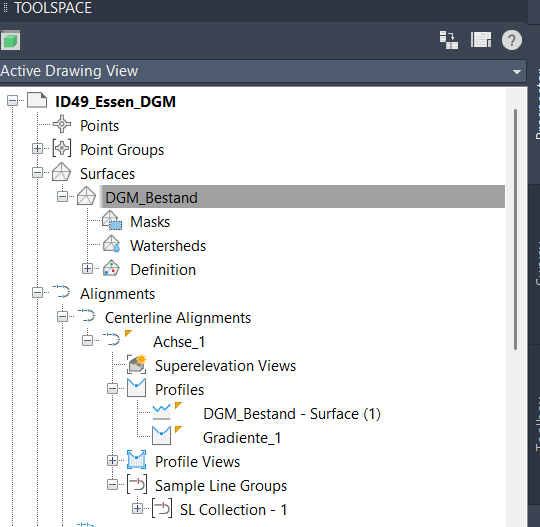 TOOLSPACE
?
Active Drawing View
ID49_Essen_DGM
Points
Point Groups
Surfaces
DGM_Bestand
Masks
Watersheds
Definition
Alignments
Centerline Alignments
Achse_1
Superelevation Views
Profiles
DGM_Bestand - Surface (1)
Gradiente_1
Profile Views
Sample Line Groups
SL Collection - 1